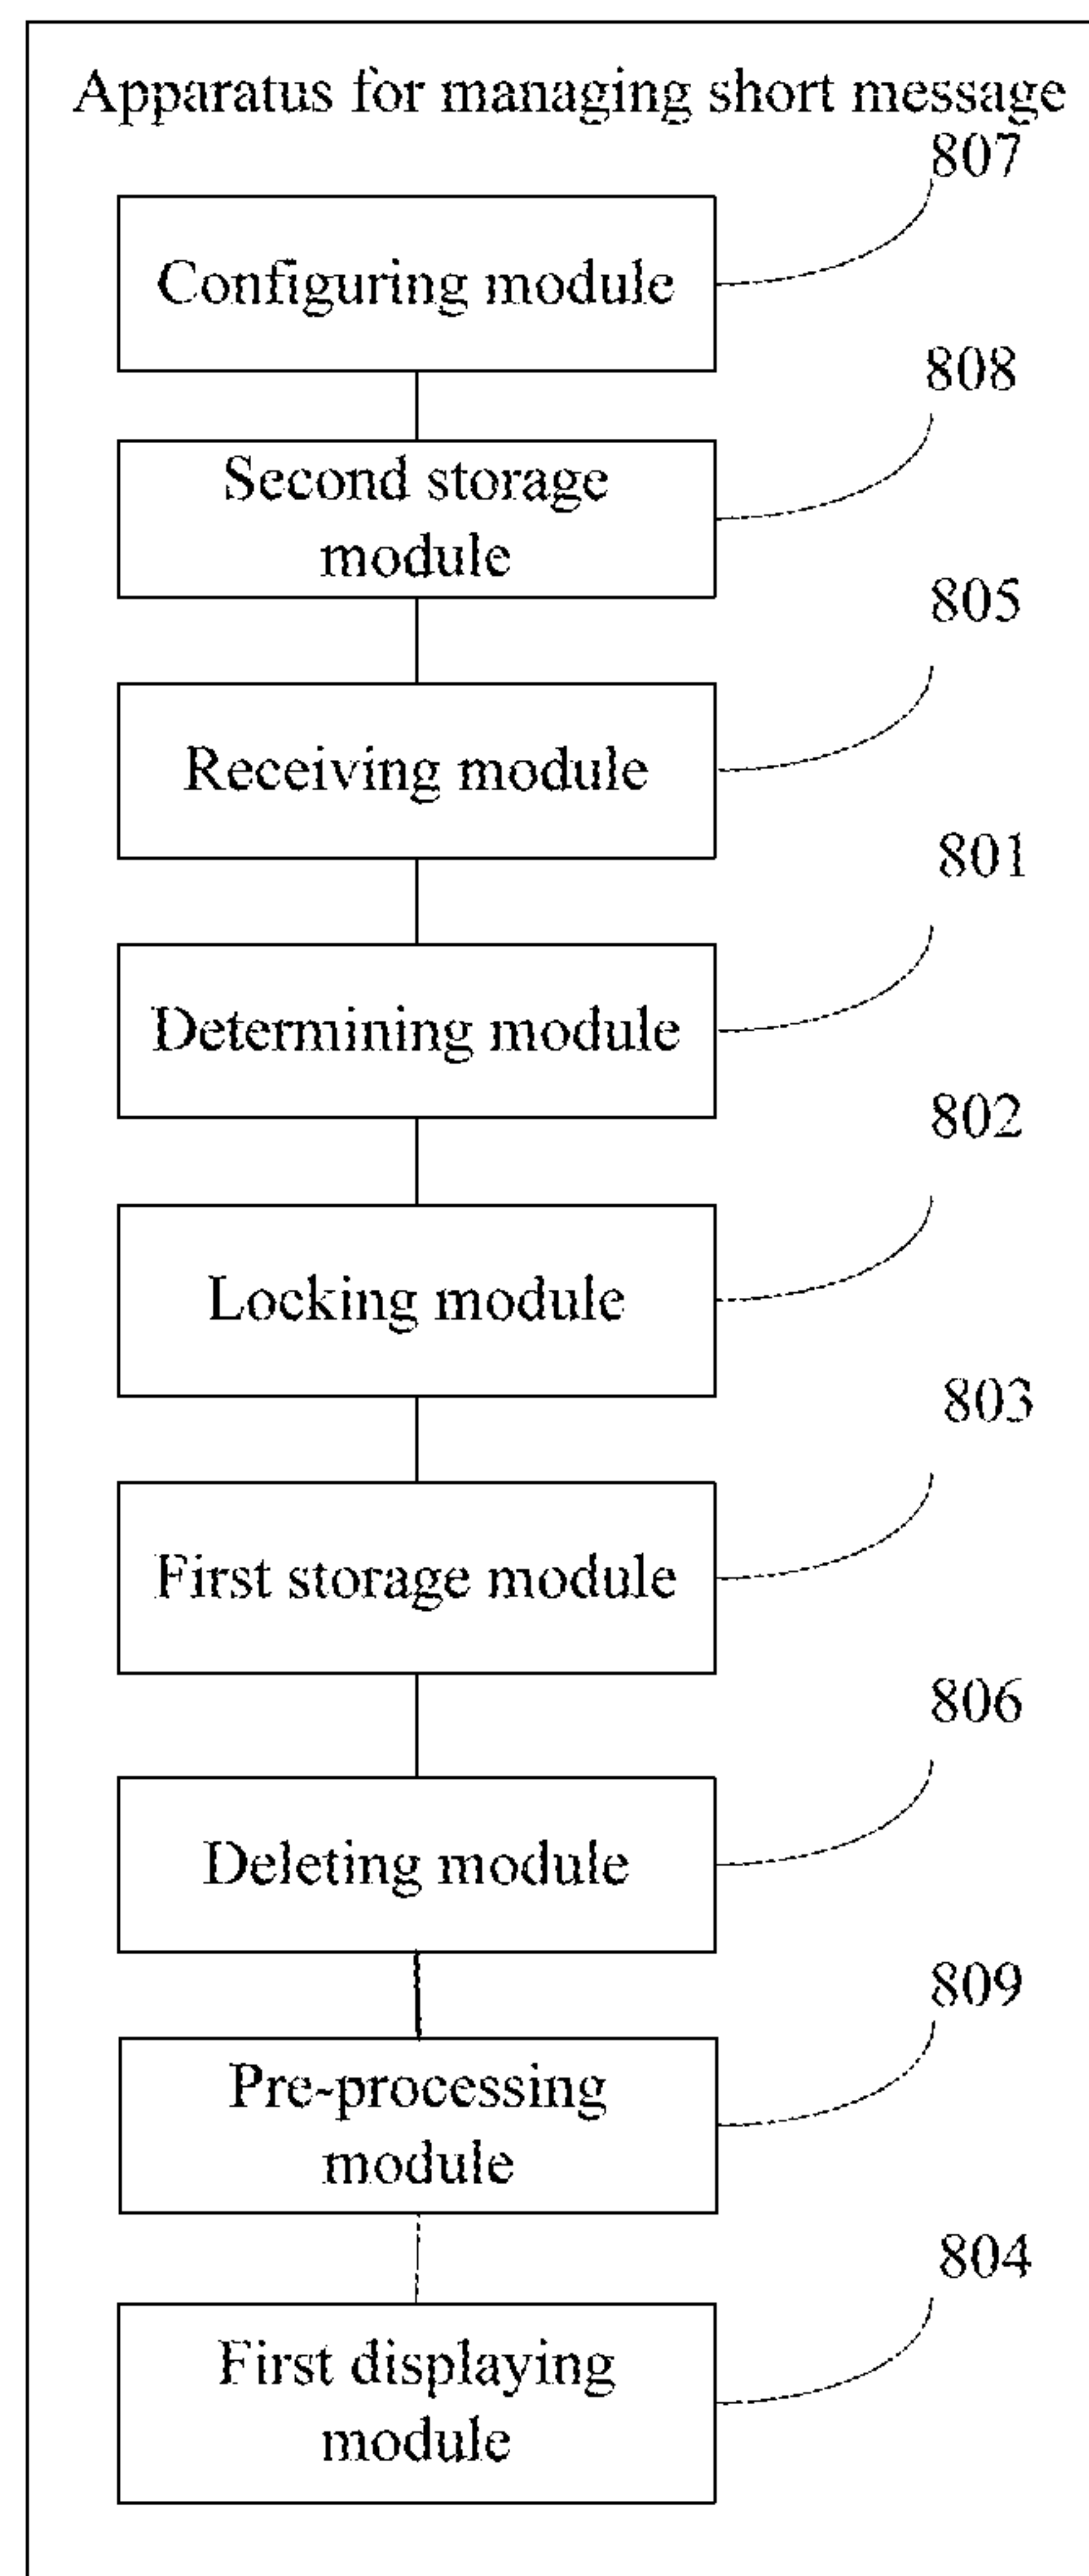 Apparatus for managing short message
807
Configuring module
808
Second storage
module
805
Receiving module
801
Determining module
802
Locking module
803
First storage module
806
Deleting module
809
Pre-processing
module
804
First displaying
module